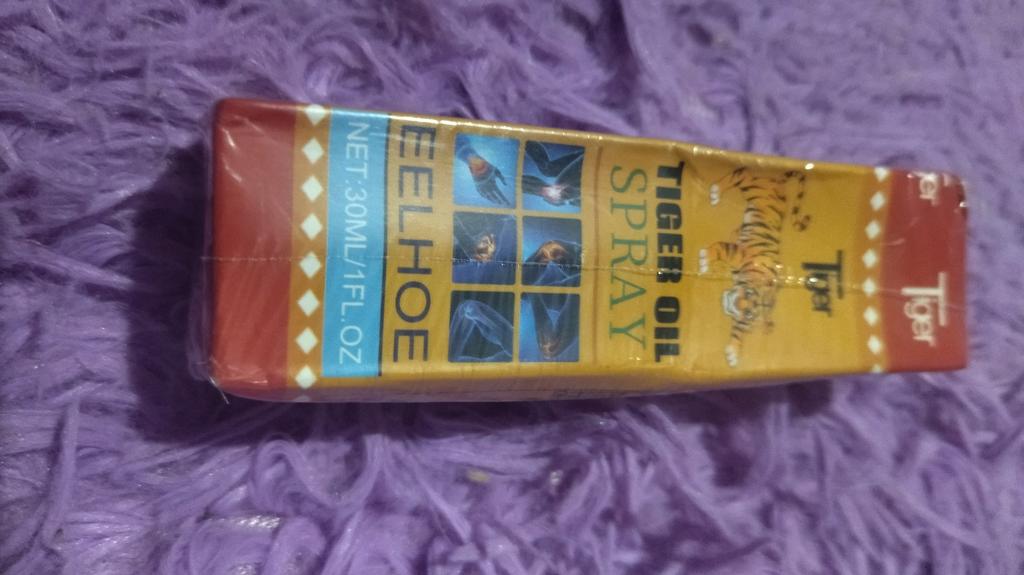 Tiger
Tiger
TIGER OIL
SPRAY
EELHOE
NET:30ML/1FL.OZ